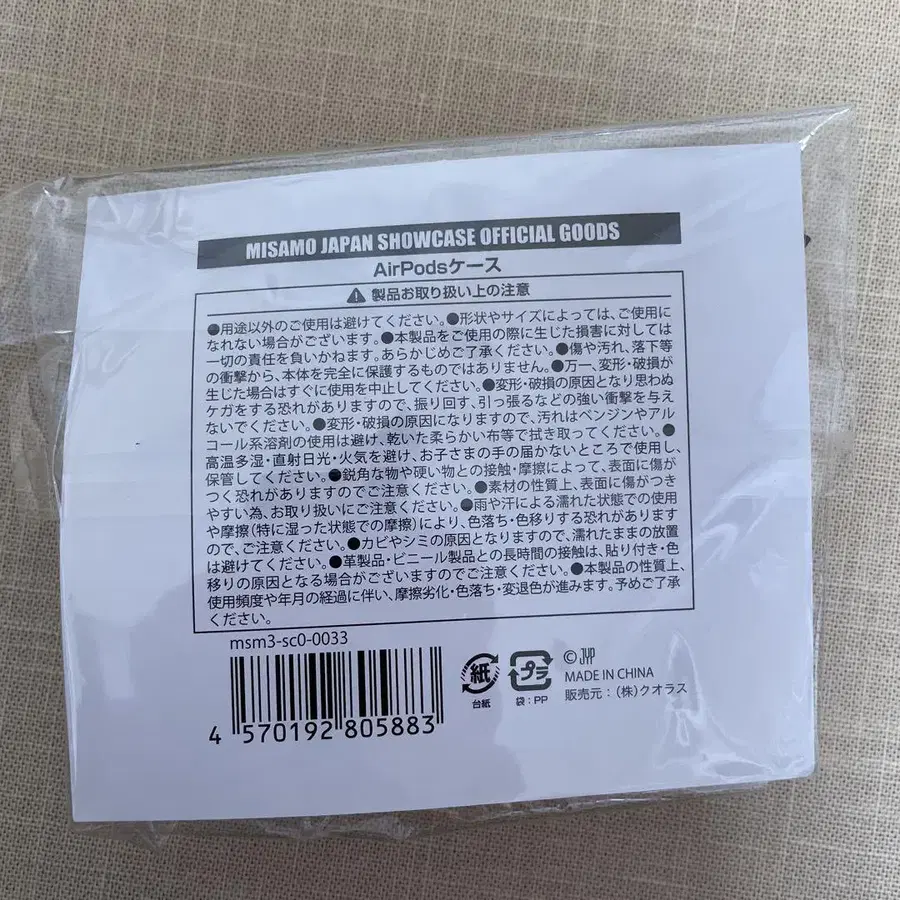 MISAMO JAPAN SHOWCASE OFFICIAL GOODS
AirPodsケース
製品お取り扱い上の注意
●用途以外のご使用は避けてください。●形状やサイズによっては、ご使用に
なれない場合がございます。●本製品をご使用の際に生じた損害に対しては
一切の責任を負いかねます。あらかじめご了承ください。●傷や汚れ、落下等
の衝撃から、本体を完全に保護するものではありません。●万一、変形・破損が
生じた場合はすぐに使用を中止してください。●変形・破損の原因となり思わぬ
ケガをする恐れがありますので、振り回す、引っ張るなどの強い衝撃を与え
ないでください。●変形・破損の原因になりますので、汚れはベンジンやアル
コール系溶剤の使用は避け、乾いた柔らかい布等で拭き取ってください。●
高温多湿・直射日光・火気を避け、お子さまの手の届かないところで使用し、
保管してください。●鋭角な物や硬い物との接触・摩擦によって、表面に傷が
つく恐れがありますのでご注意ください。●素材の性質上、表面に傷がつき
やすい為、お取り扱いにご注意ください。●雨や汗による濡れた状態での使用
や摩擦(特に湿った状態での摩擦)により、色落ち・色移りする恐れがあります
ので、ご注意ください。●カビやシミの原因となりますので、濡れたままの放置
は避けてください。●革製品・ビニール製品との長時間の接触は、貼り付き・色
移りの原因となる場合がございますのでご注意ください。●本製品の性質上、
使用頻度や年月の経過に伴い、摩擦劣化・色落ち・変退色が進みます。予めご了承
ください。
msm3-sc0-0033
4 570192 805883
紙
台紙
プラ
袋:PP
© JYP
MADE IN CHINA
販売元:(株)クオラス